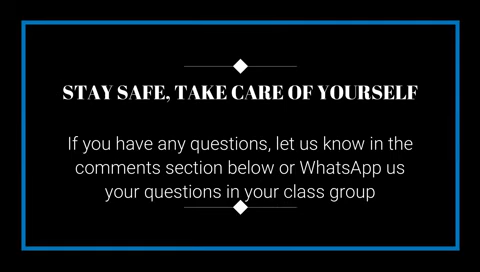 STAY SAFE, TAKE CARE OF YOURSELF
If you have any questions, let us know in the
comments section below or WhatsApp us
your questions in your class group